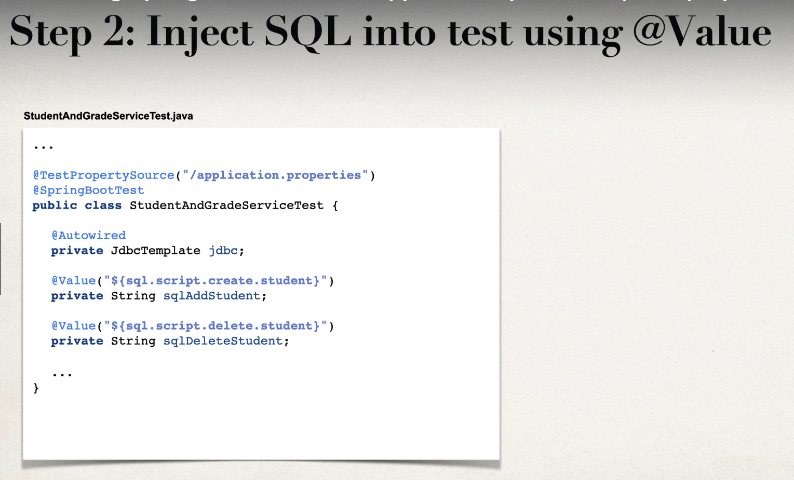 Step 2: Inject SQL into test using @Value
StudentAndGradeServiceTest.java
...
@TestPropertySource("/application.properties")
@SpringBootTest
public class StudentAndGradeServiceTest {
@Autowired
private JdbcTemplate jdbc;
@Value("${sql.script.create.student}")
private String sqlAddStudent;
@Value("${sql.script.delete.student}")
private String sqlDeleteStudent;
...
}